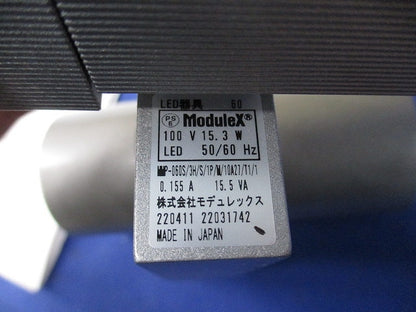 LED器具 60
PS E ModuleX®
100 V 15.3 W
LED 50/60 Hz
MMP-060S/3H/S/1P/M/10A27/T1/1
0.155 A 15.5 VA
株式会社モデュレックス
220411 22031742
MADE IN JAPAN